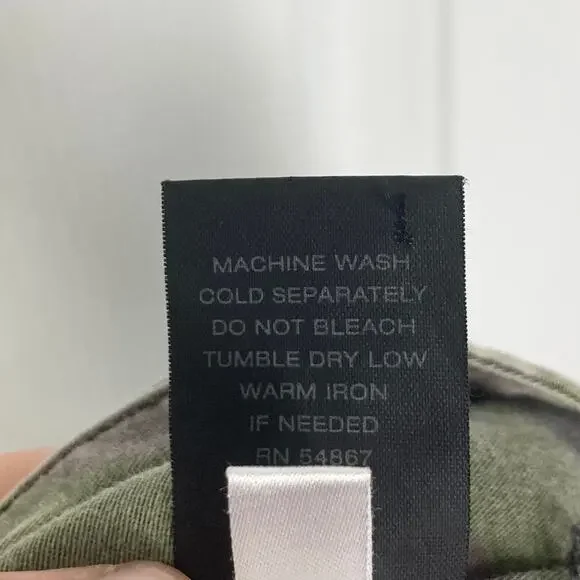 MACHINE WASH
COLD SEPARATELY
DO NOT BLEACH
TUMBLE DRY LOW
WARM IRON
IF NEEDED
RN 54867